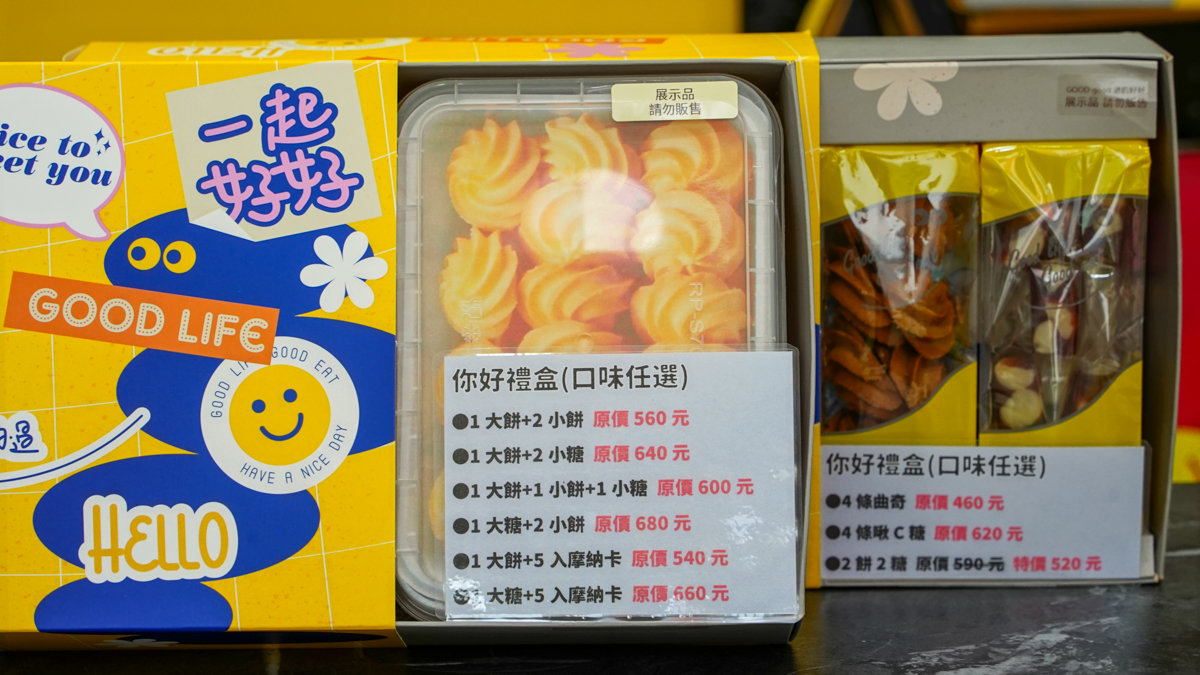 HELLO
一起
好好
GOOD LIFE
GOOD EAT
HAVE A NICE DAY
HELLO
展示品
請勿販售
你好禮盒(口味任選)
●1 大餅+2 小餅 原價 560 元
●1 大餅+2 小糖 原價 640 元
●1 大餅+1 小餅+1 小糖 原價 600 元
●1 大糖+2 小餅 原價 680 元
●1 大餅+5 入摩納卡 原價 540 元
1 大糖+5 入摩納卡 原價 660 元
展示品 請勿販售
Good
你好禮盒(口味任選)
●4 條曲奇 原價 460 元
●4 條啾 C 糖 原價 620 元
●2 餅 2 糖 原價 590 元 特價 520 元